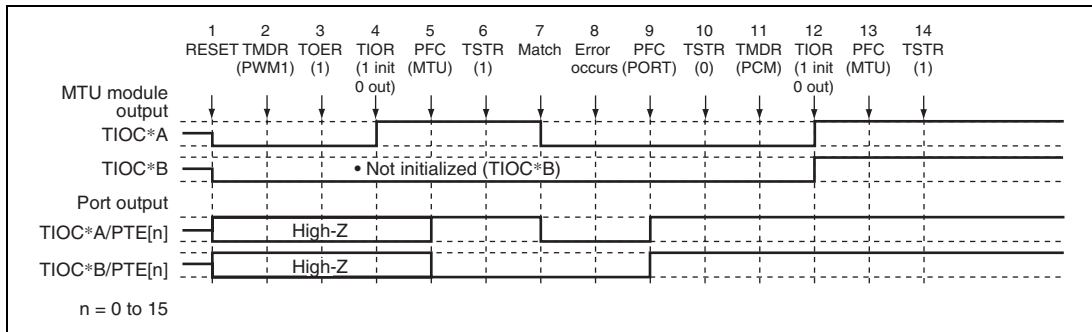 1 2 3 4 5 6 7 8 9 10 11 12 13 14
RESET TMDR TOER TIOR PFC TSTR Match Error PFC TSTR TMDR TIOR PFC TSTR
(PWM1) (1) (1 init (MTU) (1) occurs (PORT) (0) (PCM) (1 init (MTU) (1)
0 out) 0 out)
MTU module
output
TIOC*A
TIOC*B
• Not initialized (TIOC*B)
Port output
TIOC*A/PTE[n]
High-Z
TIOC*B/PTE[n]
High-Z
n = 0 to 15